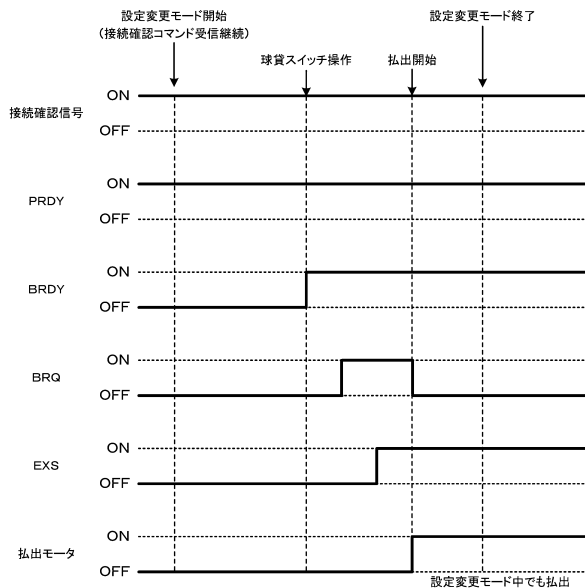 設定変更モード開始
(接続確認コマンド受信継続)
設定変更モード終了
球貸スイッチ操作
払出開始
接続確認信号
ON
OFF
PRDY
ON
OFF
BRDY
ON
OFF
BRQ
ON
OFF
EXS
ON
OFF
払出モータ
ON
OFF
設定変更モード中でも払出